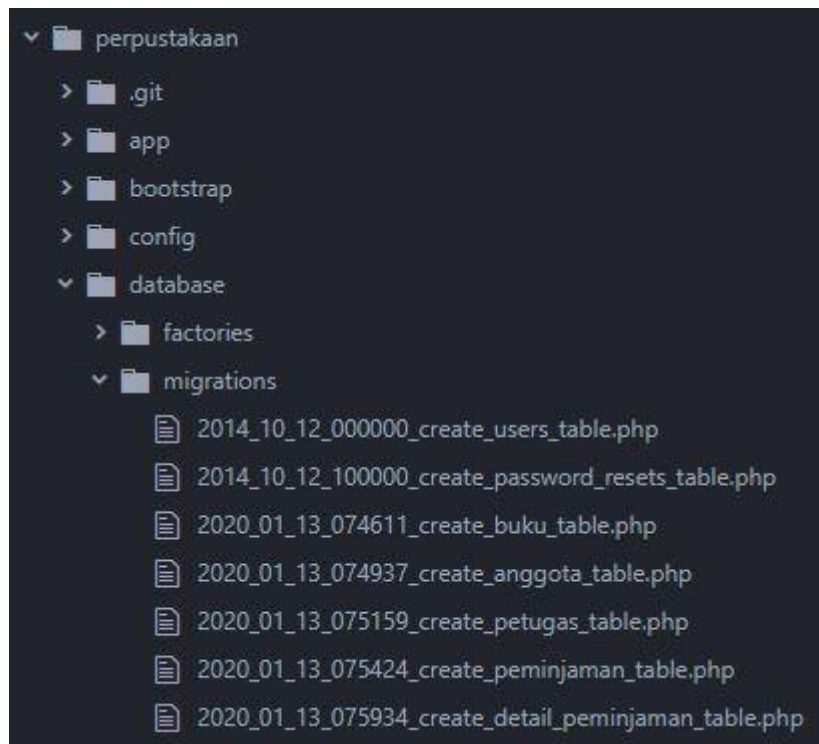 perpustakaan
.git
app
bootstrap
config
database
factories
migrations
2014_10_12_000000_create_users_table.php
2014_10_12_100000_create_password_resets_table.php
2020_01_13_074611_create_buku_table.php
2020_01_13_074937_create_anggota_table.php
2020_01_13_075159_create_petugas_table.php
2020_01_13_075424_create_peminjaman_table.php
2020_01_13_075934_create_detail_peminjaman_table.php